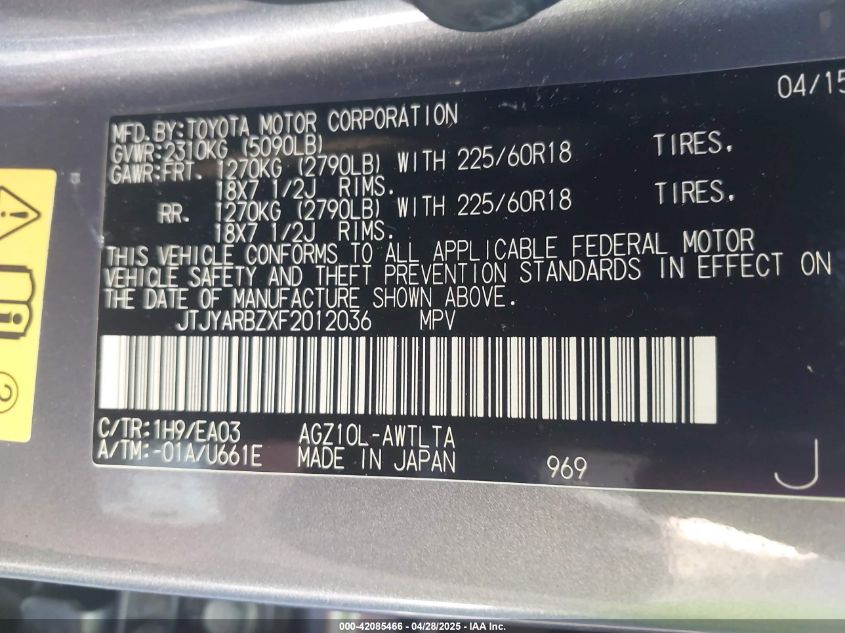 04/15
MFD.BY:TOYOTA MOTOR CORPORATION
GVWR:2310KG (5090LB)
GAWR:FRT. 1270KG (2790LB) WITH 225/60R18 TIRES,
18X7 1/2J RIMS.
RR. 1270KG (2790LB) WITH 225/60R18 TIRES,
18X7 1/2J RIMS.
THIS VEHICLE CONFORMS TO ALL APPLICABLE FEDERAL MOTOR
VEHICLE SAFETY AND THEFT PREVENTION STANDARDS IN EFFECT ON
THE DATE OF MANUFACTURE SHOWN ABOVE.
JTJYARBZXF2012036 MPV
C/TR:1H9/EA03 AGZ10L-AWTLTA
A/TM:-01A/U661E MADE IN JAPAN 969
J
2
000-42085466 - 04/28/2025 - IAA Inc.